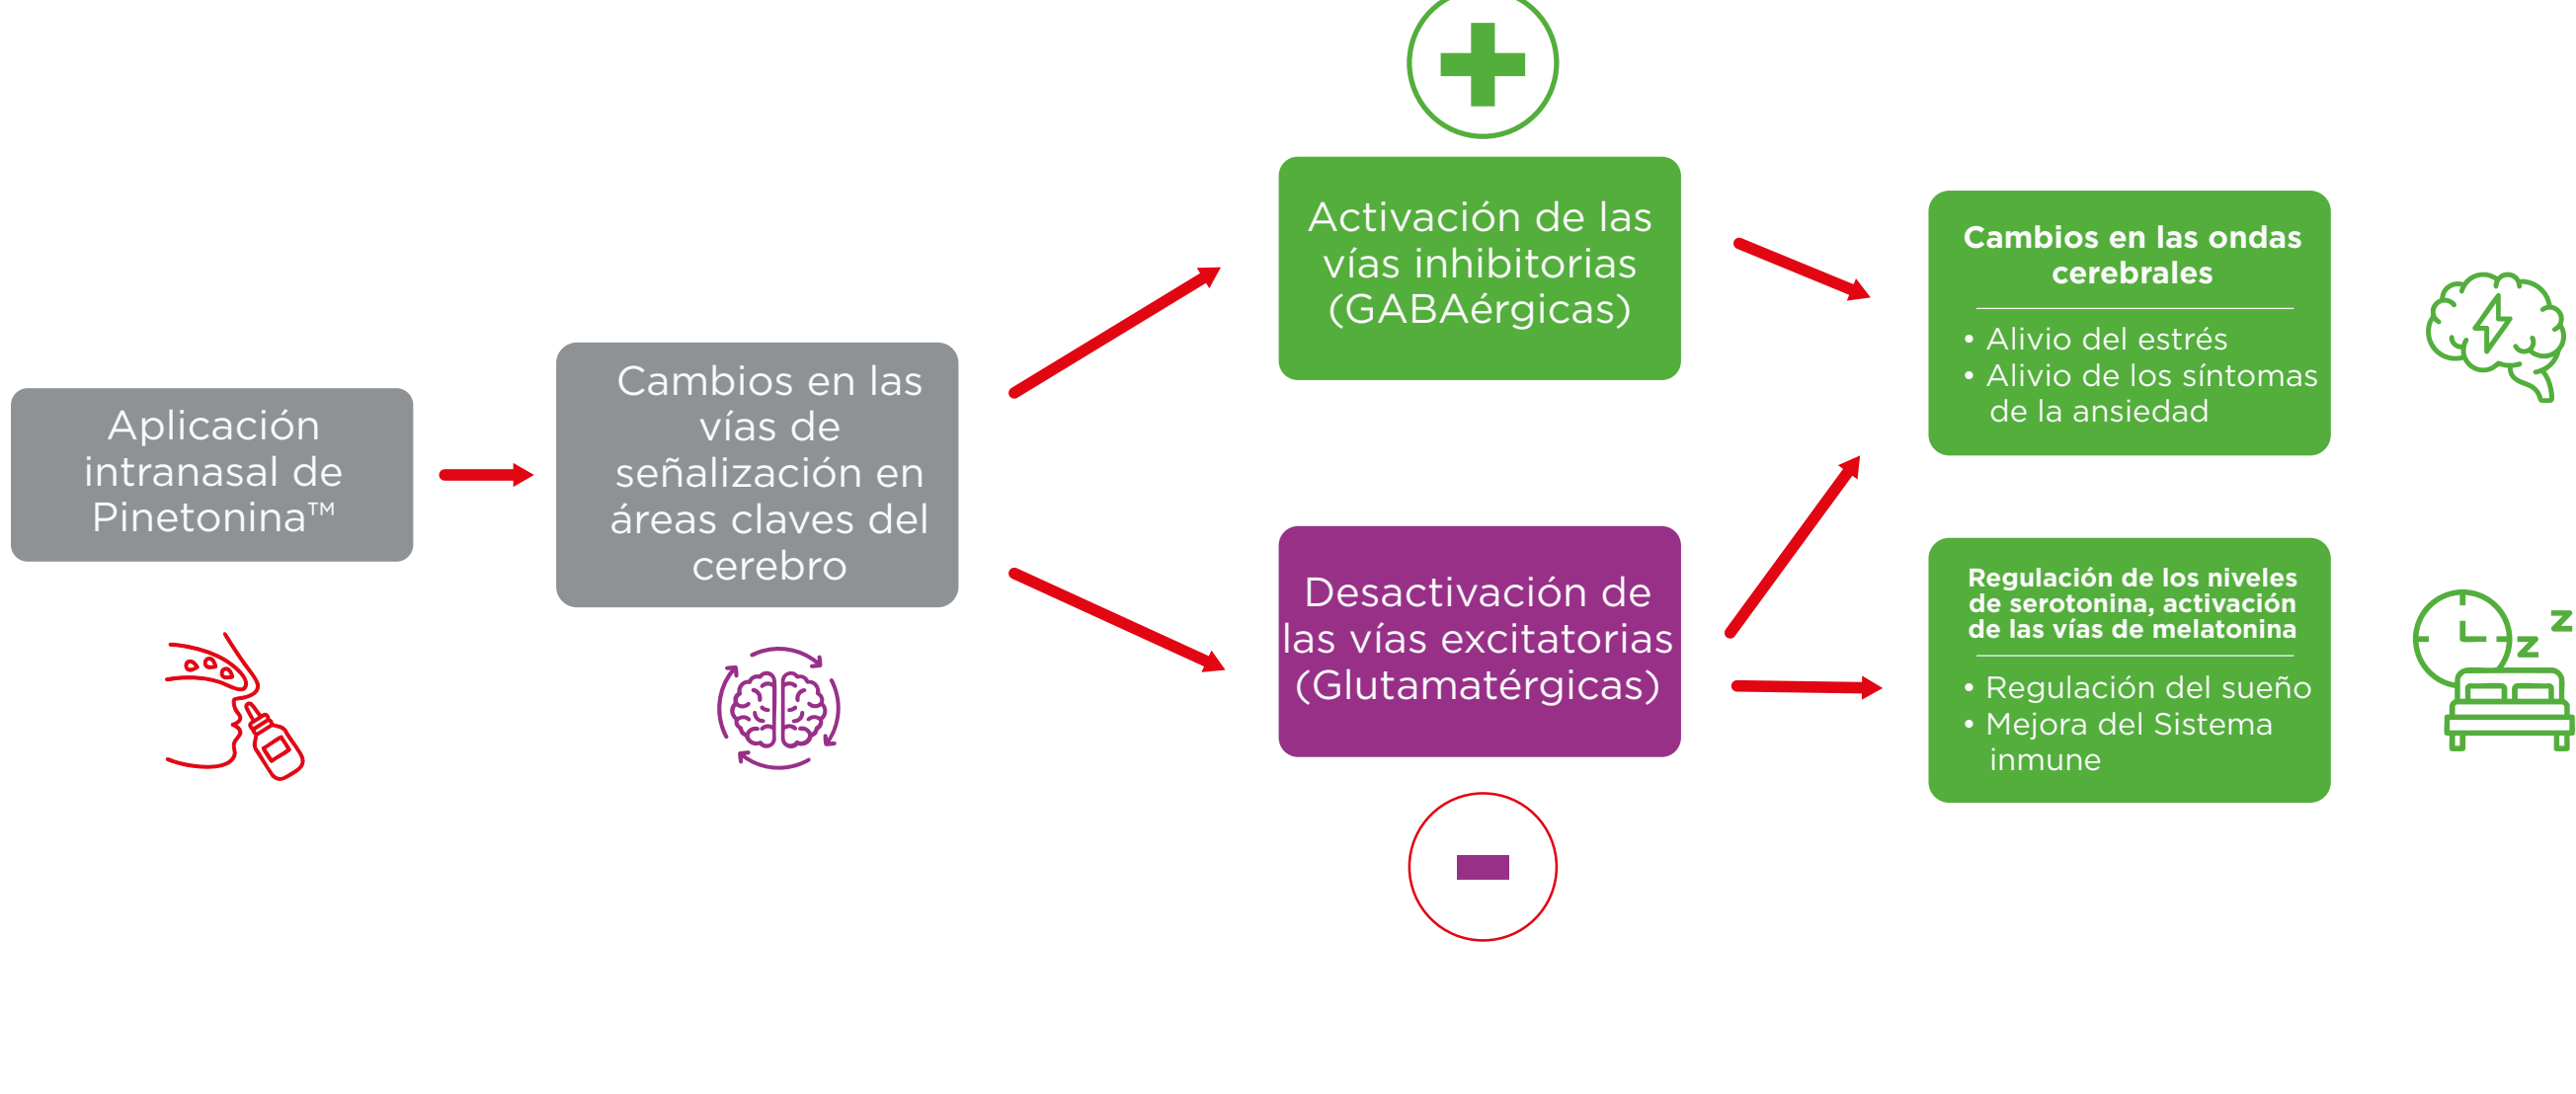 Aplicación
intranasal de
Pinetonina™
Cambios en las
vías de
señalización en
áreas claves del
cerebro
Activación de las
vías inhibitorias
(GABAérgicas)
Desactivación de
las vías excitatorias
(Glutamatérgicas)
Cambios en las ondas
cerebrales
• Alivio del estrés
• Alivio de los síntomas
de la ansiedad
Regulación de los niveles
de serotonina, activación
de las vías de melatonina
• Regulación del sueño
• Mejora del Sistema
inmune
z z